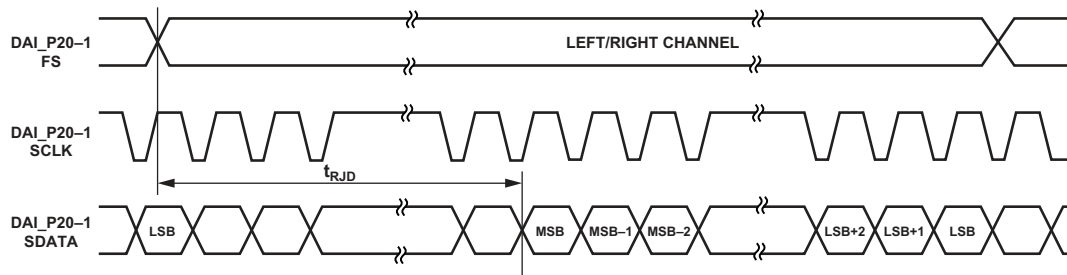 DAI_P20–1
FS
LEFT/RIGHT CHANNEL
DAI_P20–1
SCLK
tRJD
DAI_P20–1
SDATA
LSB
MSB
MSB–1
MSB–2
LSB+2
LSB+1
LSB